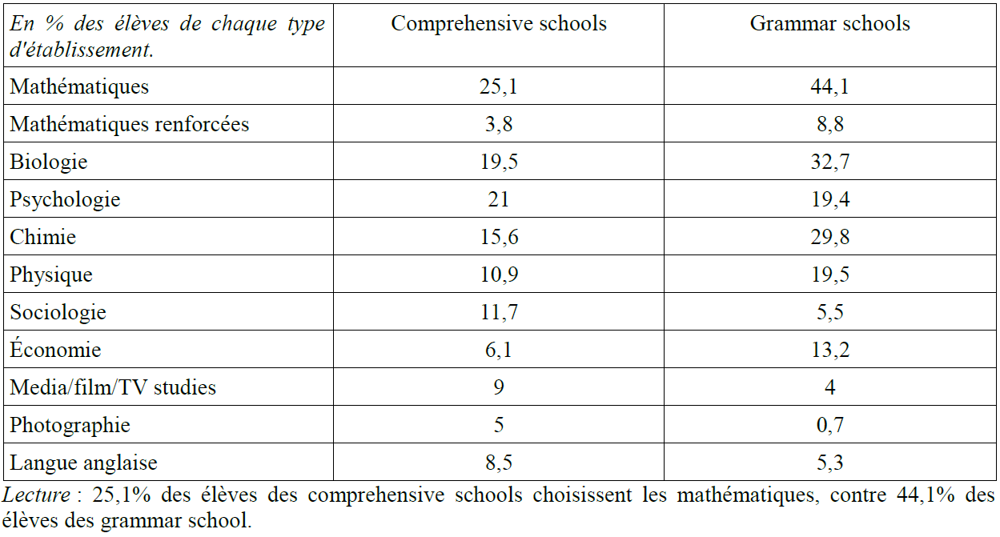 En % des élèves de chaque type d'établissement. Comprehensive schools Grammar schools
Mathématiques 25,1 44,1
Mathématiques renforcées 3,8 8,8
Biologie 19,5 32,7
Psychologie 21 19,4
Chimie 15,6 29,8
Physique 10,9 19,5
Sociologie 11,7 5,5
Économie 6,1 13,2
Media/film/TV studies 9 4
Photographie 5 0,7
Langue anglaise 8,5 5,3
Lecture : 25,1% des élèves des comprehensive schools choisissent les mathématiques, contre 44,1% des
élèves des grammar school.